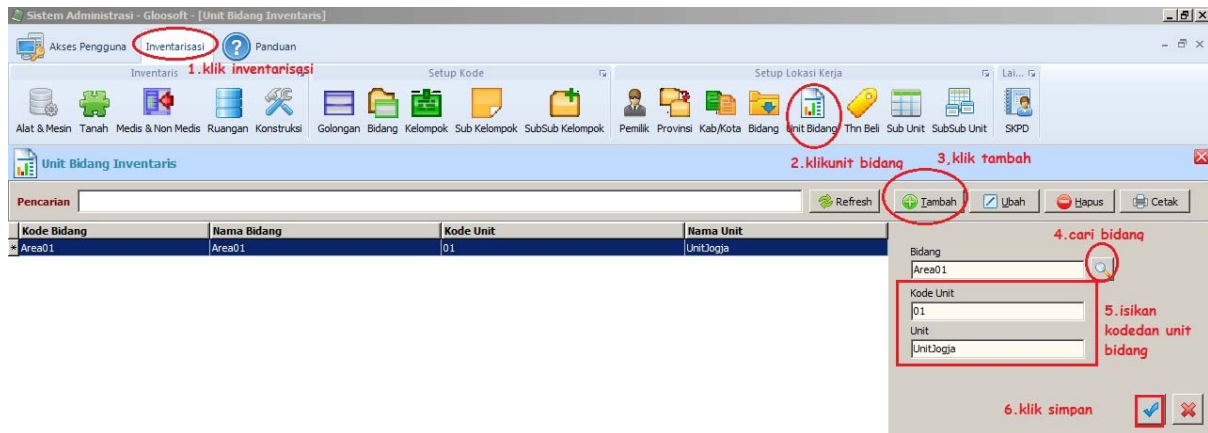 Sistem Administrasi - Gloosoft - [Unit Bidang Inventaris]
Akses Pengguna Inventarisasi Panduan
1.klik inventarisasi
Inventaris Setup Kode Setup Lokasi Kerja Lai...
Alat & Mesin Tanah Medis & Non Medis Ruangan Konstruksi Golongan Bidang Kelompok Sub Kelompok SubSub Kelompok Pemilik Provinsi Kab/Kota Bidang Unit Bidang Thn Beli Sub Unit SubSub Unit SKPD
Unit Bidang Inventaris
2.klikunit bidang
3,klik tambah
Pencarian Refresh Tambah Ubah Hapus Cetak
Kode Bidang Nama Bidang Kode Unit Nama Unit
* Area01 Area01 01 UnitJogja
4.cari bidang
Bidang
Area01
Kode Unit
01
Unit
UnitJogja
5.isikan
kodedan unit
bidang
6.klik simpan